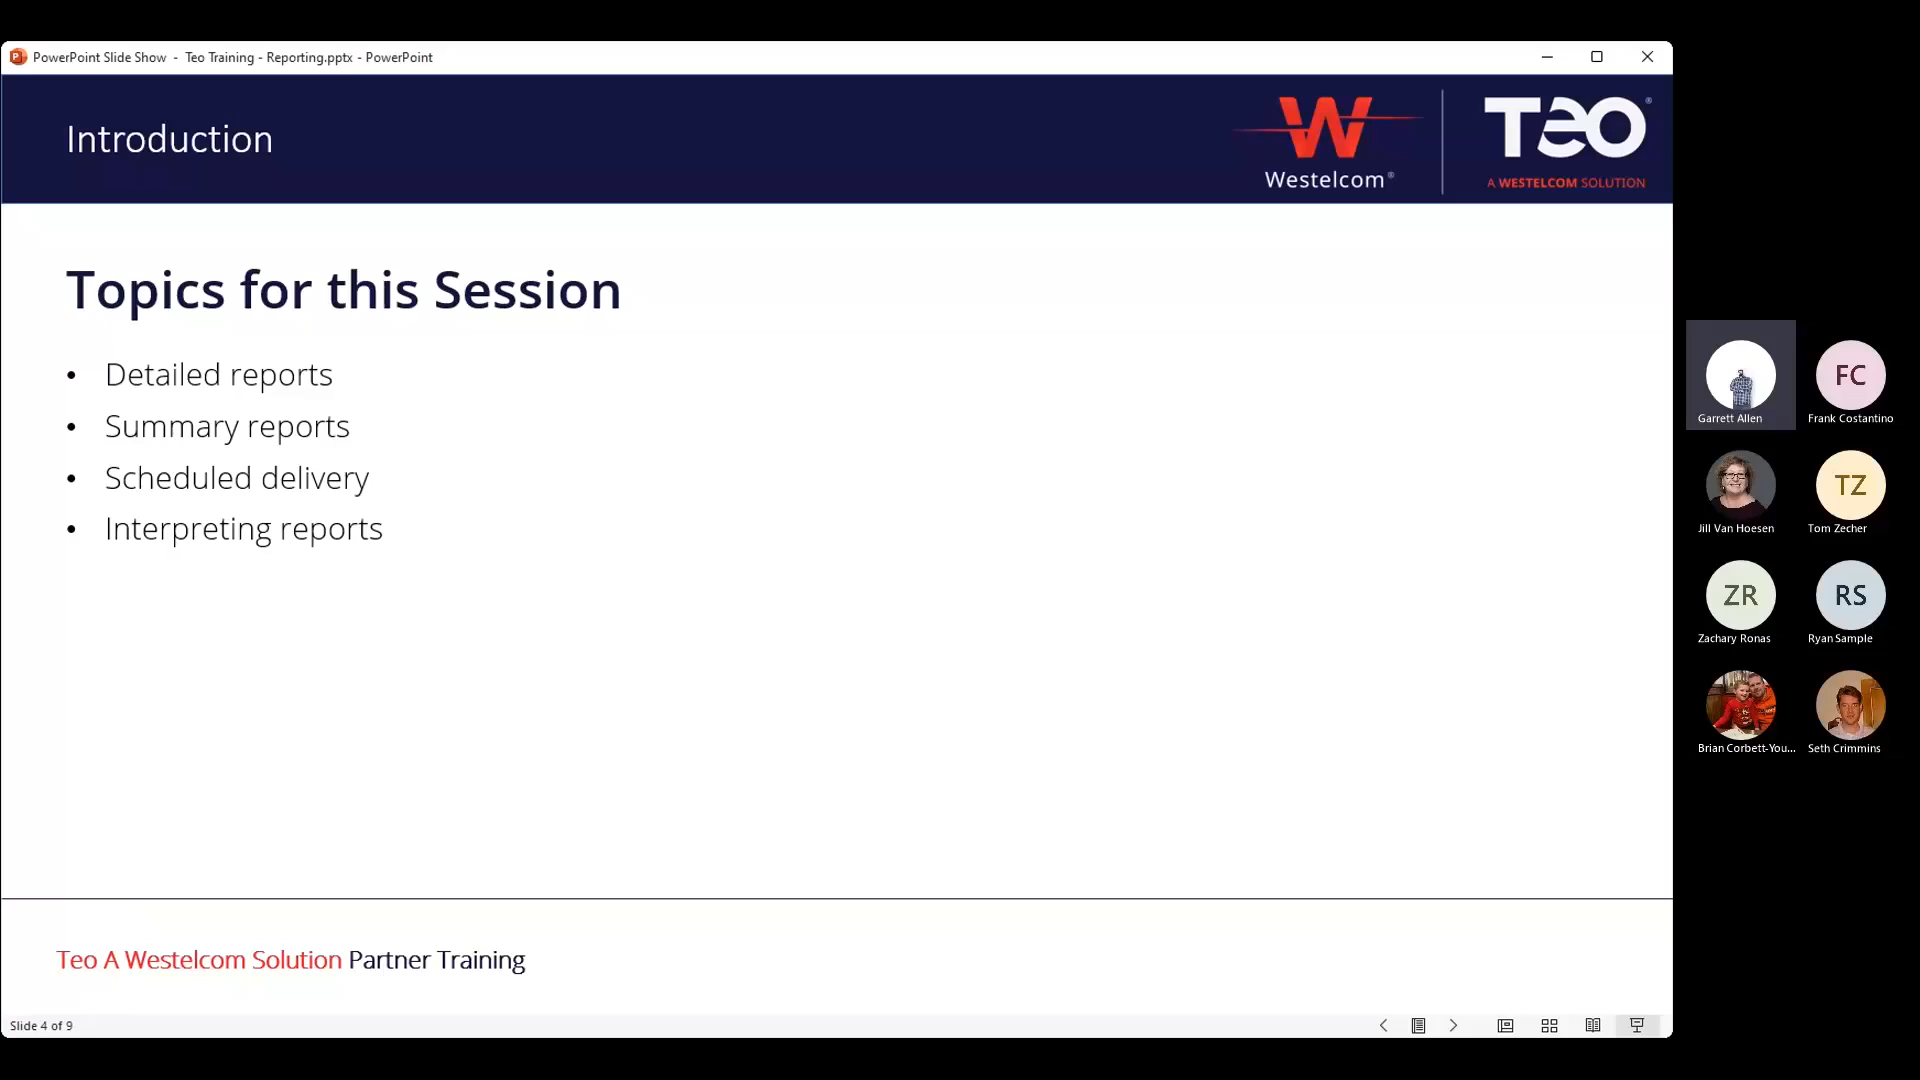 PowerPoint Slide Show - Teo Training - Reporting.pptx - PowerPoint
Introduction
W
Westelcom®
Teo®
A WESTELCOM SOLUTION
Topics for this Session
• Detailed reports
• Summary reports
• Scheduled delivery
• Interpreting reports
Garrett Allen
FC
Frank Costantino
Jill Van Hoesen
TZ
Tom Zecher
ZR
Zachary Ronas
RS
Ryan Sample
Brian Corbett-You...
Seth Crimmins
Teo A Westelcom Solution Partner Training
Slide 4 of 9